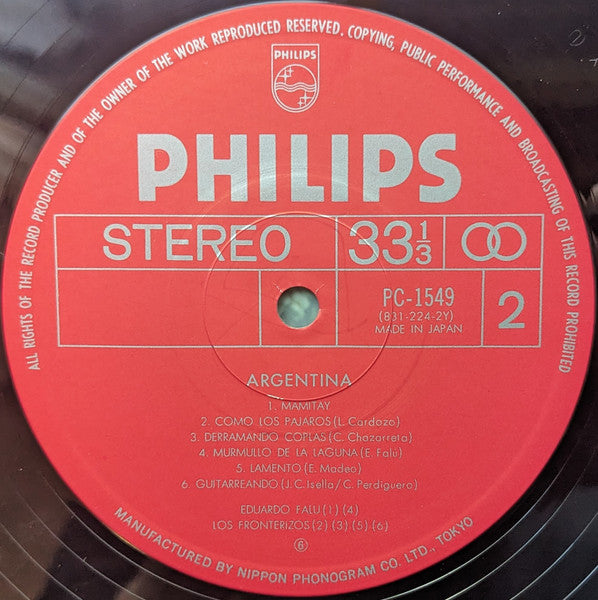 ALL RIGHTS OF THE RECORD PRODUCER AND OF THE OWNER OF THE WORK REPRODUCED RESERVED. COPYING, PUBLIC PERFORMANCE AND BROADCASTING OF THIS RECORD PROHIBITED
PHILIPS
PHILIPS
STEREO 33 1/3
PC-1549
(831-224-2Y)
MADE IN JAPAN
2
ARGENTINA
1. MAMITAY
2. COMO LOS PAJAROS (L. Cardozo)
3. DERRAMANDO COPLAS (C. Chazarreta)
4. MURMULLO DE LA LAGUNA (E. Falú)
5. LAMENTO (E. Madeo)
6. GUITARREANDO (J. C. Isella / C. Perdiguero)
EDUARDO FALU (1) (4)
LOS FRONTERIZOS (2) (3) (5) (6)
6
MANUFACTURED BY NIPPON PHONOGRAM CO. LTD., TOKYO